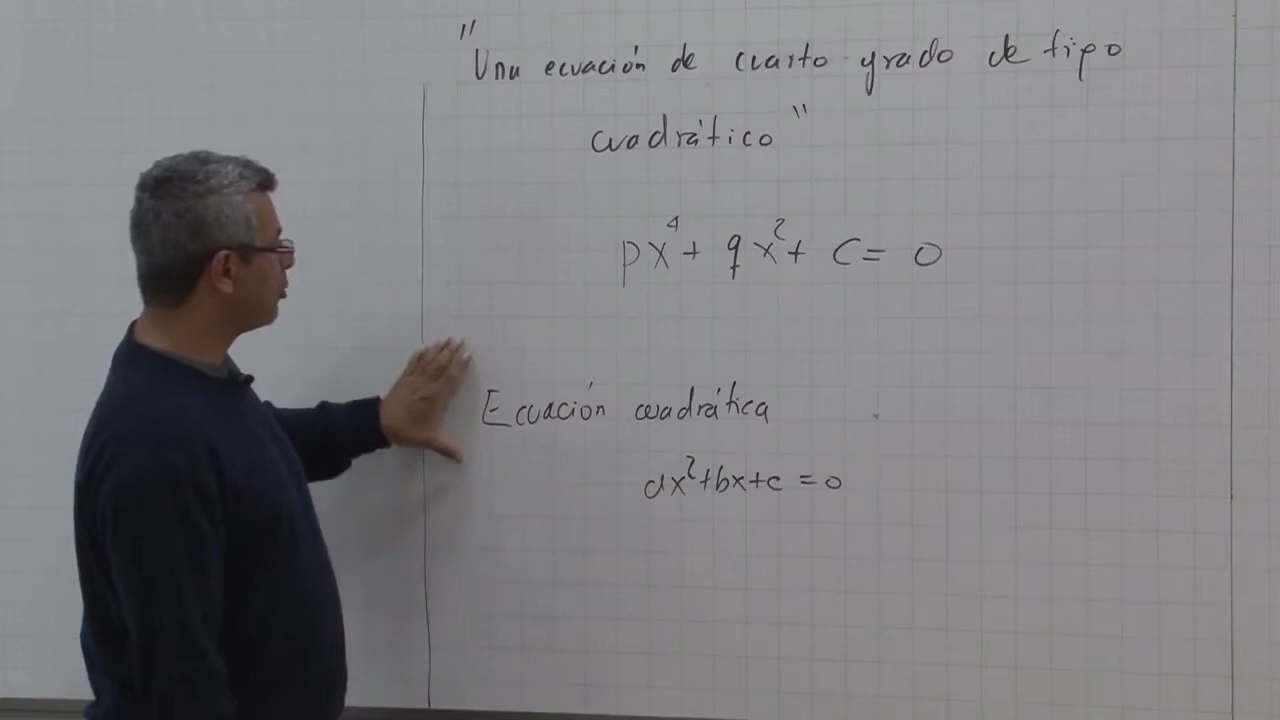 "Una ecuación de cuarto grado de tipo
cuadrático"
px⁴ + qx² + c = 0
Ecuación cuadrática
ax²+bx+c = 0